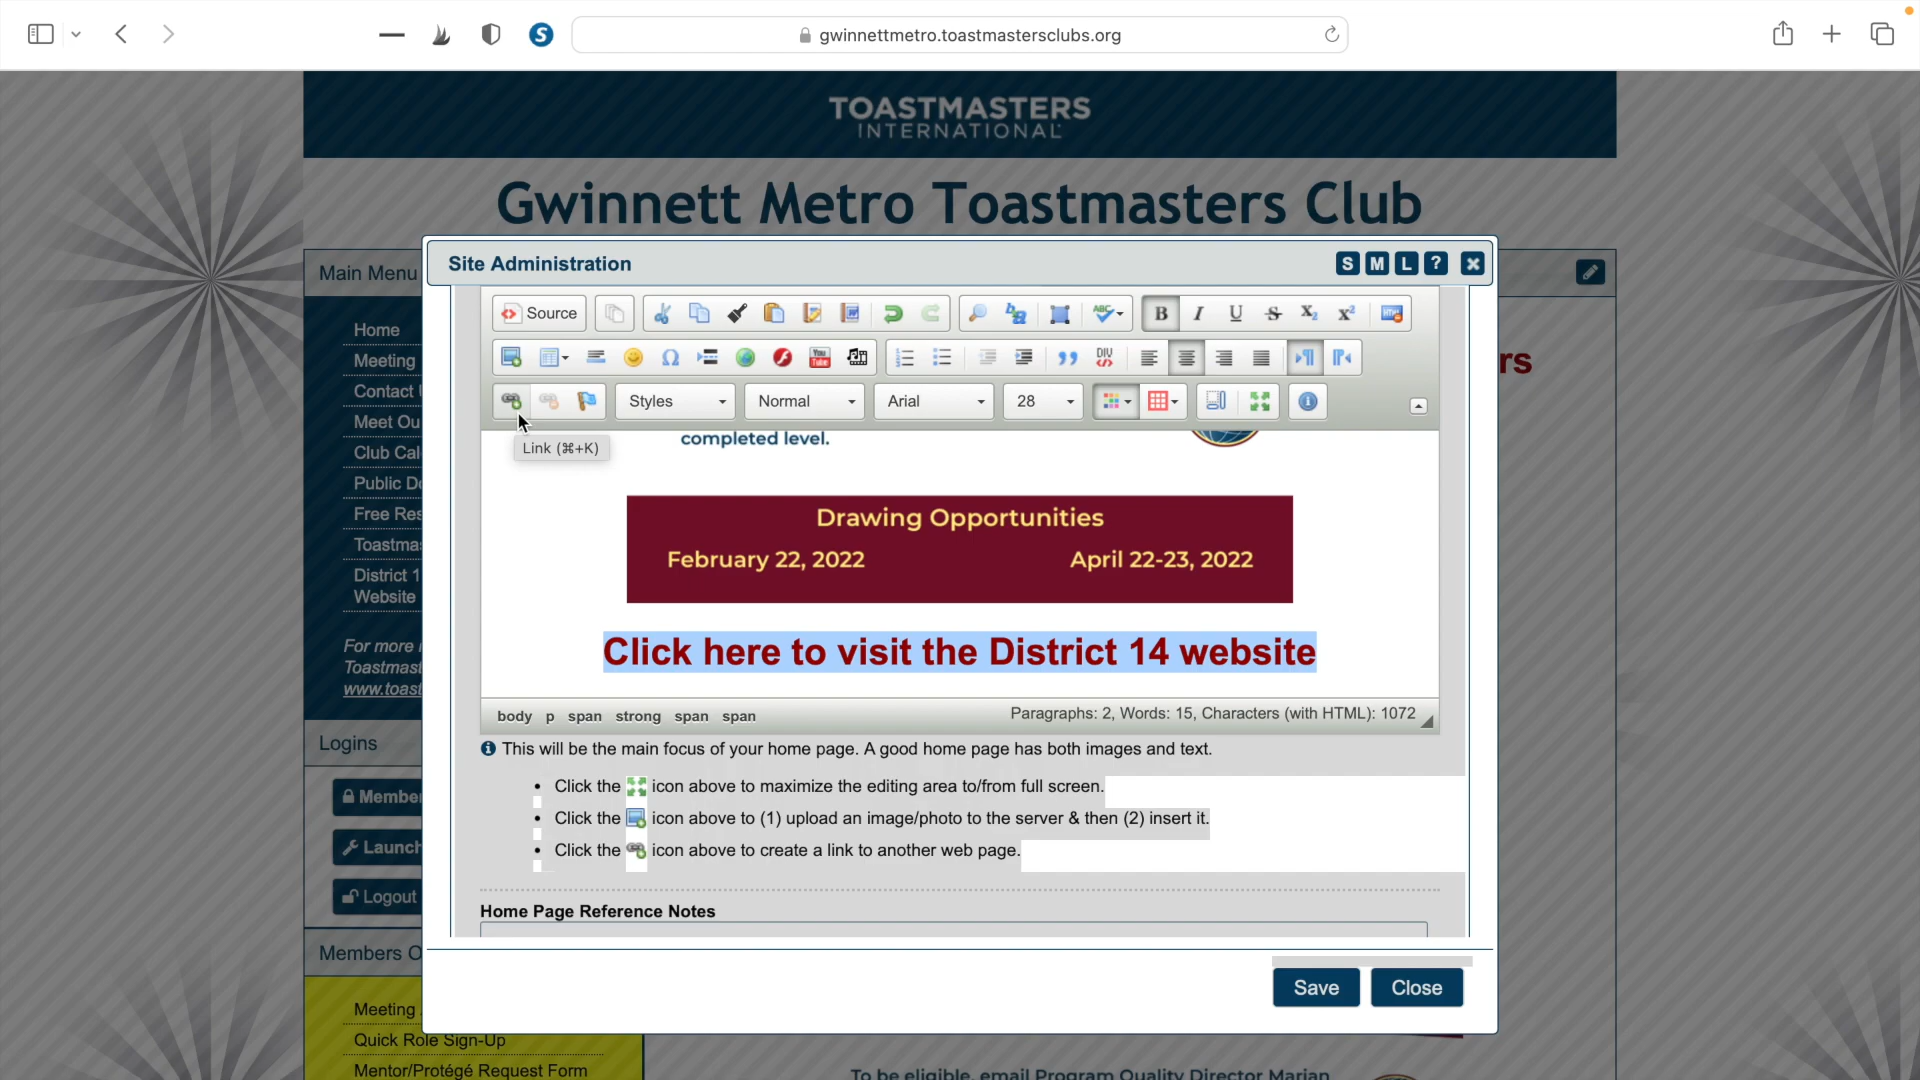 gwinnettmetro.toastmastersclubs.org
TOASTMASTERS
INTERNATIONAL
Gwinnett Metro Toastmasters Club
Main Menu
Site Administration
S M L ?
Source
ABC
B I U S X₂ X²
You Tube
DIV
Styles
Normal
Arial
28
Link (⌘+K)
completed level.
Drawing Opportunities
February 22, 2022
April 22-23, 2022
Click here to visit the District 14 website
body p span strong span span
Paragraphs: 2, Words: 15, Characters (with HTML): 1072
This will be the main focus of your home page. A good home page has both images and text.
• Click the icon above to maximize the editing area to/from full screen.
• Click the icon above to (1) upload an image/photo to the server & then (2) insert it.
• Click the icon above to create a link to another web page.
Home Page Reference Notes
Save
Close
Home
Meeting
Contact
Meet Ou
Club Cal
Public D
Free Res
Toastma
District 1
Website
For more
Toastmast
www.toast
Logins
Membe
Launch
Logout
Members O
Meeting
Quick Role Sign-Up
Mentor/Protégé Request Form
rs
To be eligible, email Program Quality Director Marian